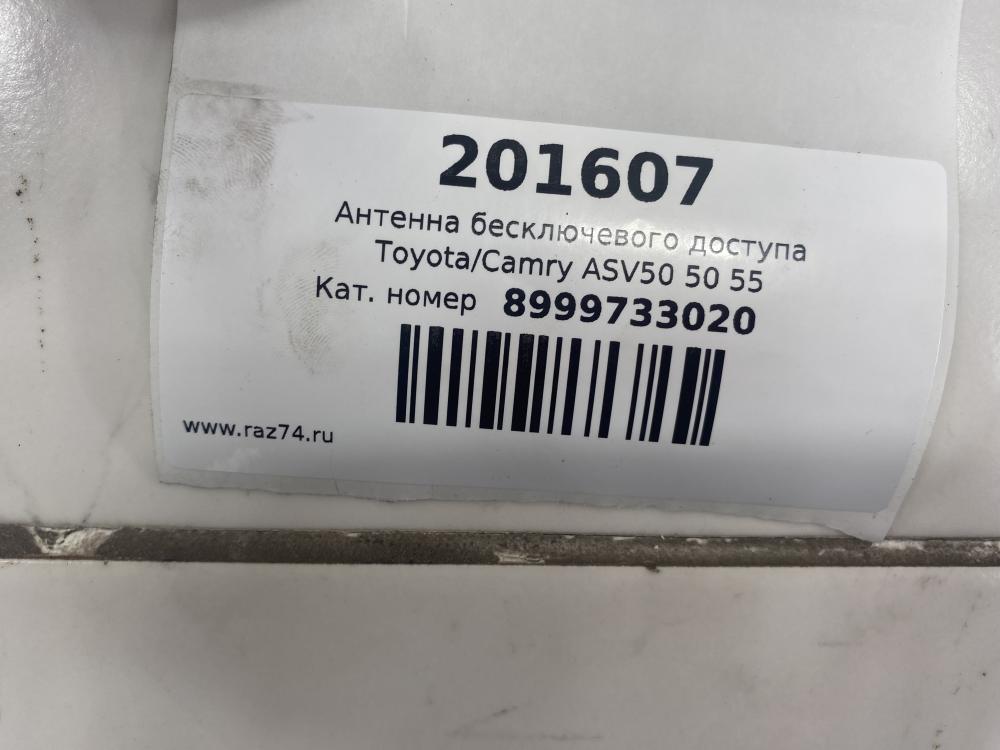 201607
Антенна бесключевого доступа
Toyota/Camry ASV50 50 55
Кат. номер 8999733020
www.raz74.ru